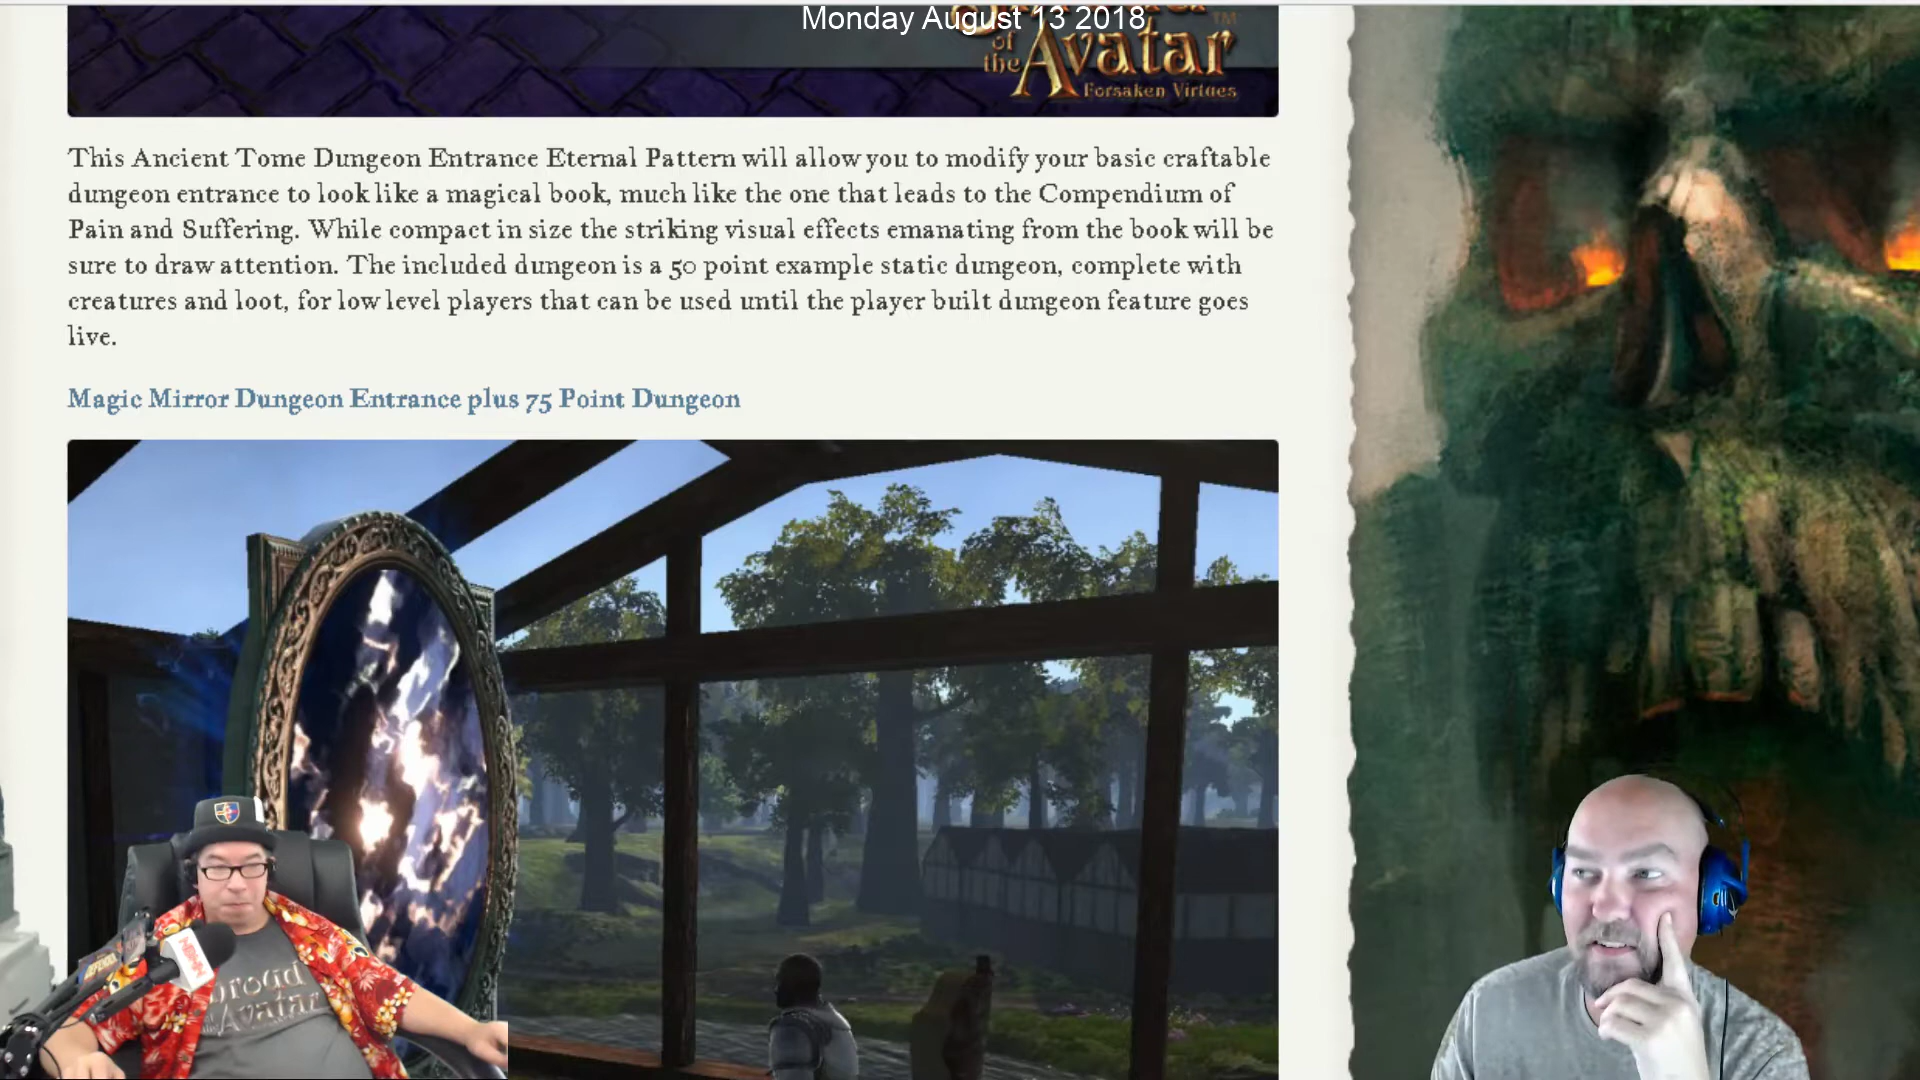 Monday August 13 2018
of
the Avatar™
Forsaken Virtues
This Ancient Tome Dungeon Entrance Eternal Pattern will allow you to modify your basic craftable
dungeon entrance to look like a magical book, much like the one that leads to the Compendium of
Pain and Suffering. While compact in size the striking visual effects emanating from the book will be
sure to draw attention. The included dungeon is a 50 point example static dungeon, complete with
creatures and loot, for low level players that can be used until the player built dungeon feature goes
live.
Magic Mirror Dungeon Entrance plus 75 Point Dungeon
Avatar